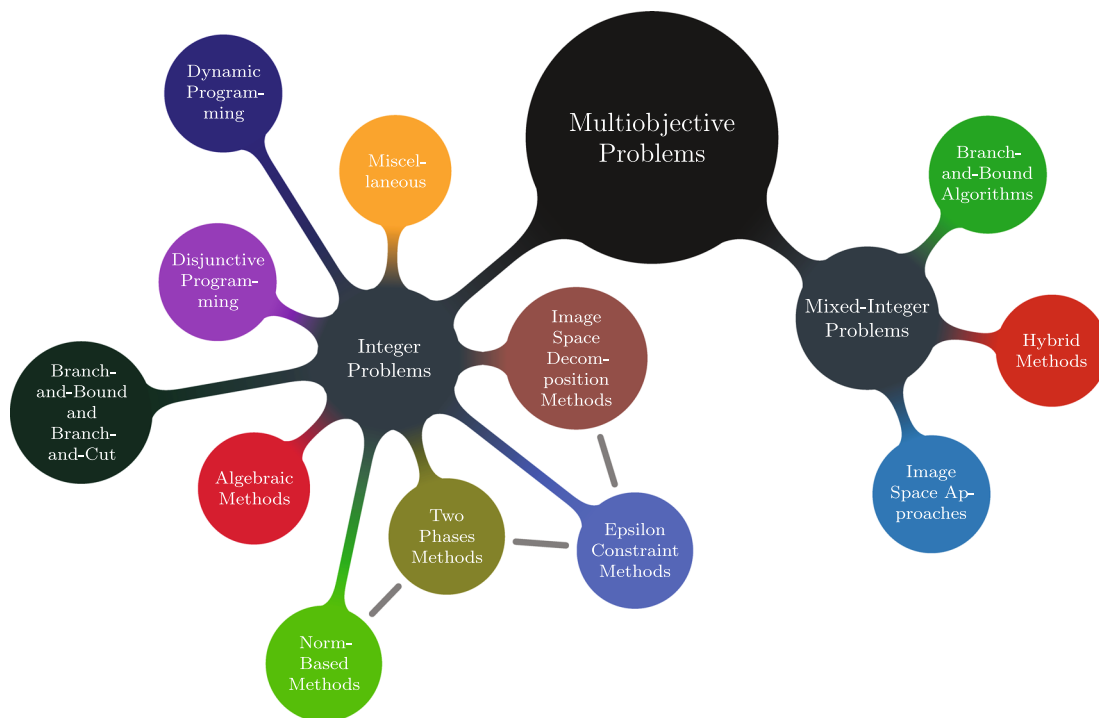 Multiobjective
Problems
Dynamic
Program-
ming
Miscel-
laneous
Branch-
and-Bound
Algorithms
Disjunctive
Program-
ming
Integer
Problems
Image
Space
Decom-
position
Methods
Mixed-Integer
Problems
Hybrid
Methods
Branch-
and-Bound
and
Branch-
and-Cut
Algebraic
Methods
Two
Phases
Methods
Epsilon
Constraint
Methods
Image
Space Ap-
proaches
Norm-
Based
Methods